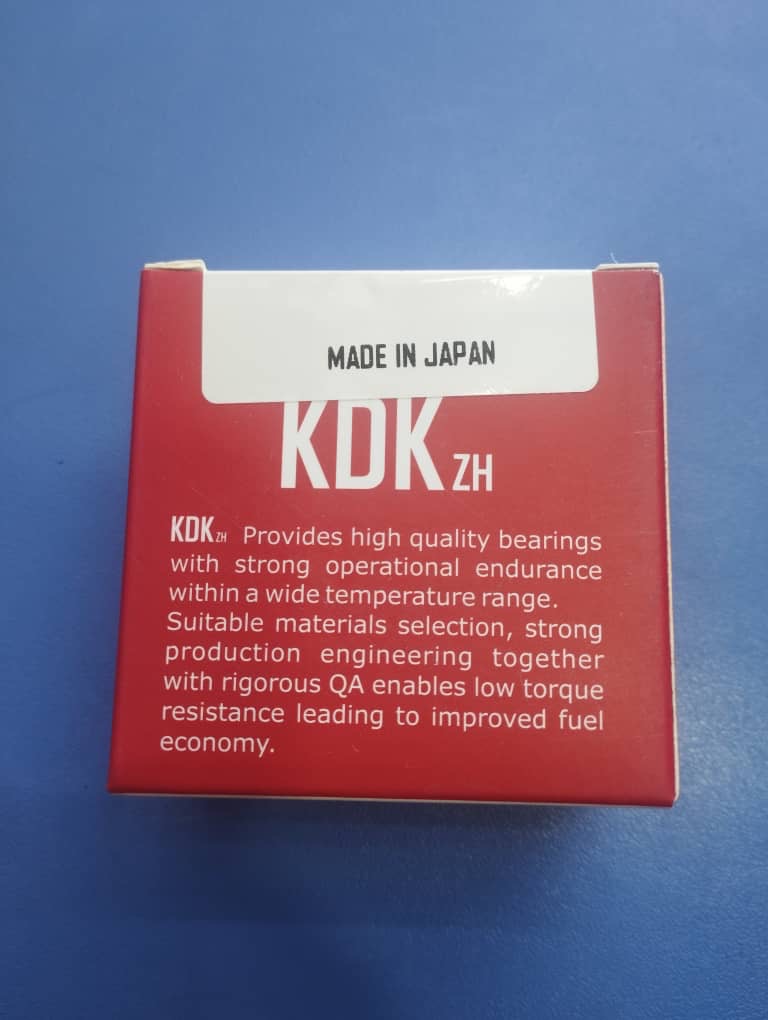 MADE IN JAPAN
KDK ZH
KDK ZH Provides high quality bearings
with strong operational endurance
within a wide temperature range.
Suitable materials selection, strong
production engineering together
with rigorous QA enables low torque
resistance leading to improved fuel
economy.